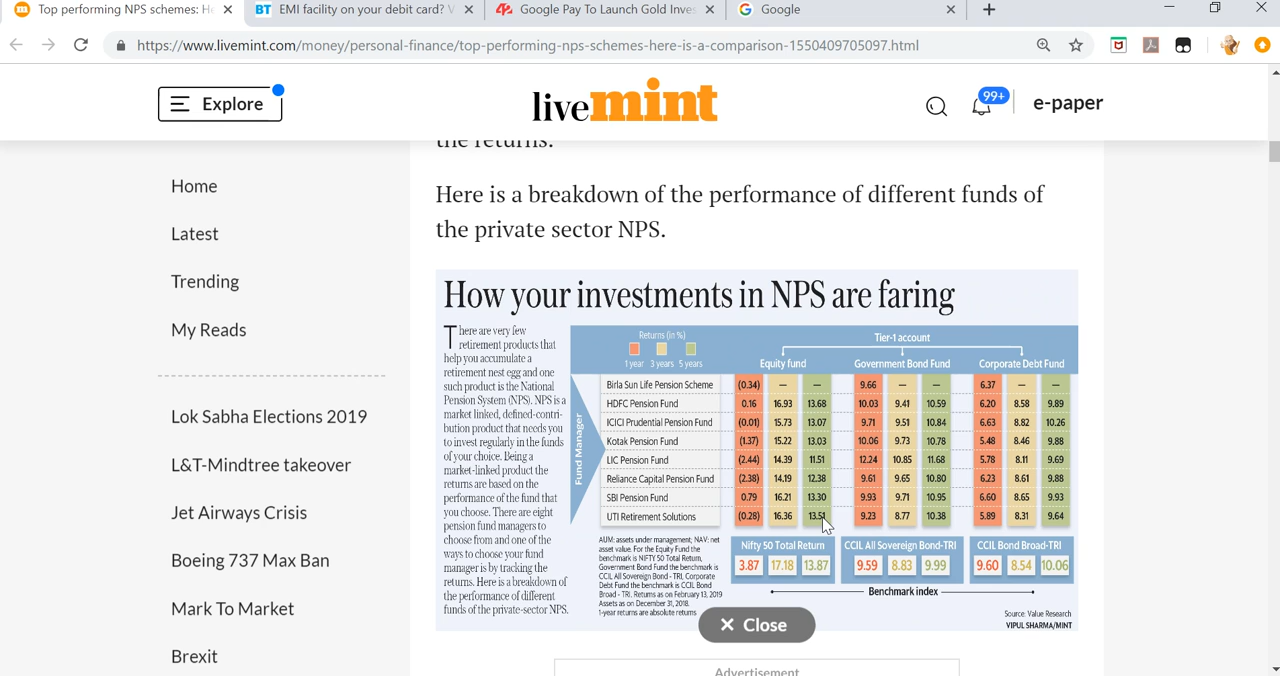 Top performing NPS schemes: He
EMI facility on your debit card? V
Google Pay To Launch Gold Inves
Google
https://www.livemint.com/money/personal-finance/top-performing-nps-schemes-here-is-a-comparison-1550409705097.html
Explore
livemint
99+
e-paper
the returns.
Home
Latest
Trending
My Reads
Lok Sabha Elections 2019
L&T-Mindtree takeover
Jet Airways Crisis
Boeing 737 Max Ban
Mark To Market
Brexit
Here is a breakdown of the performance of different funds of
the private sector NPS.
How your investments in NPS are faring
There are very few
retirement products that
help you accumulate a
retirement nest egg and one
such product is the National
Pension System (NPS). NPS is a
market linked, defined-contri-
bution product that needs you
to invest regularly in the funds
of your choice. Being a
market-linked product the
returns are based on the
performance of the fund that
you choose. There are eight
pension fund managers to
choose from and one of the
ways to choose your fund
manager is by tracking the
returns. Here is a breakdown of
the performance of different
funds of the private-sector NPS.
Returns (in %)
1 year 3 years 5 years
Tier-1 account
Equity fund Government Bond Fund Corporate Debt Fund
Fund Manager
Birla Sun Life Pension Scheme (0.34) — — 9.66 — — 6.37 — —
HDFC Pension Fund 0.16 16.93 13.68 10.03 9.41 10.59 6.20 8.58 9.89
ICICI Prudential Pension Fund (0.01) 15.73 13.07 9.71 9.51 10.84 6.63 8.82 10.26
Kotak Pension Fund (1.37) 15.22 13.03 10.06 9.73 10.78 5.48 8.46 9.88
LIC Pension Fund (2.44) 14.39 11.51 12.24 10.85 11.68 5.78 8.11 9.69
Reliance Capital Pension Fund (2.38) 14.19 12.38 9.61 9.65 10.80 6.23 8.61 9.88
SBI Pension Fund 0.79 16.21 13.30 9.93 9.71 10.95 6.60 8.65 9.93
UTI Retirement Solutions (0.28) 16.36 13.51 9.23 8.77 10.38 5.89 8.31 9.64
AUM: assets under management; NAV: net
asset value. For the Equity Fund the
benchmark is NIFTY 50 Total Return,
Government Bond Fund the benchmark is
CCIL All Sovereign Bond - TRI, Corporate
Debt Fund the benchmark is CCIL Bond
Broad - TRI. Returns as on February 13, 2019
Assets as on December 31, 2018.
1-year returns are absolute returns
Nifty 50 Total Return CCIL All Sovereign Bond-TRI CCIL Bond Broad-TRI
3.87 17.18 13.87 9.59 8.83 9.99 9.60 8.54 10.06
Benchmark index
Source: Value Research
VIPUL SHARMA/MINT
Close
Advertisement